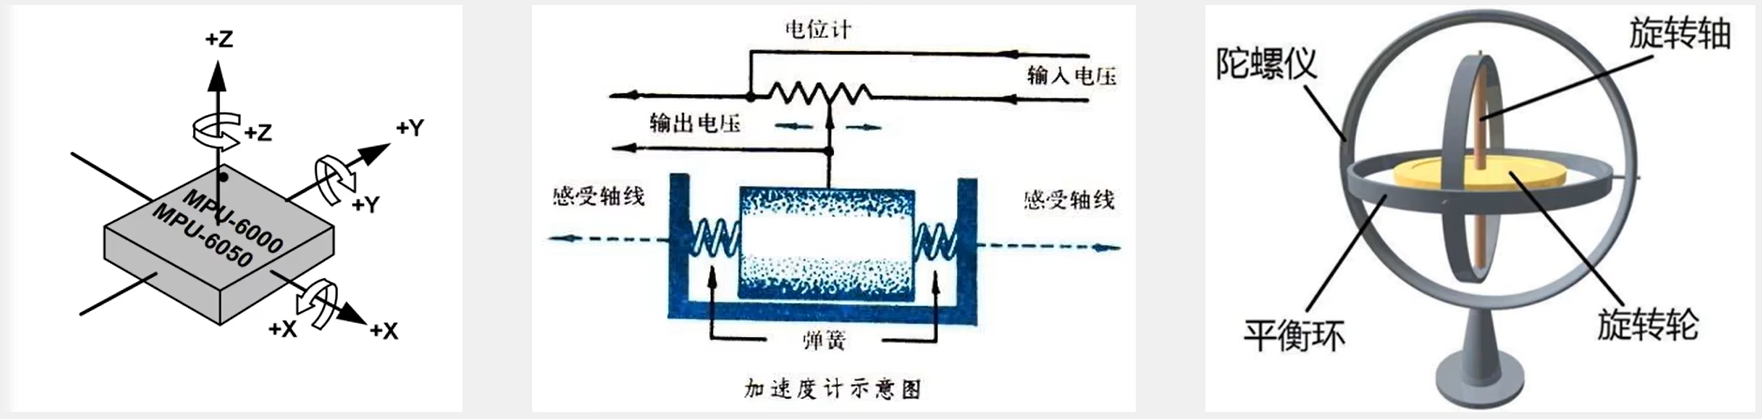 +Z
+Z
+Y
+Y
MPU-6000
MPU-6050
+X
+X
电位计
输入电压
输出电压
感受轴线
感受轴线
弹簧
加速度计示意图
旋转轴
陀螺仪
平衡环
旋转轮